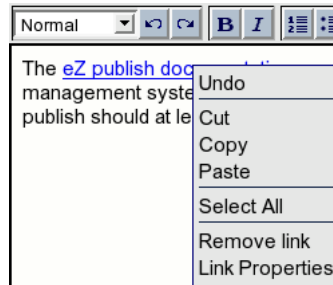 Normal
B I
The eZ publish
management syste
publish should at le
Undo
Cut
Copy
Paste
Select All
Remove link
Link Properties